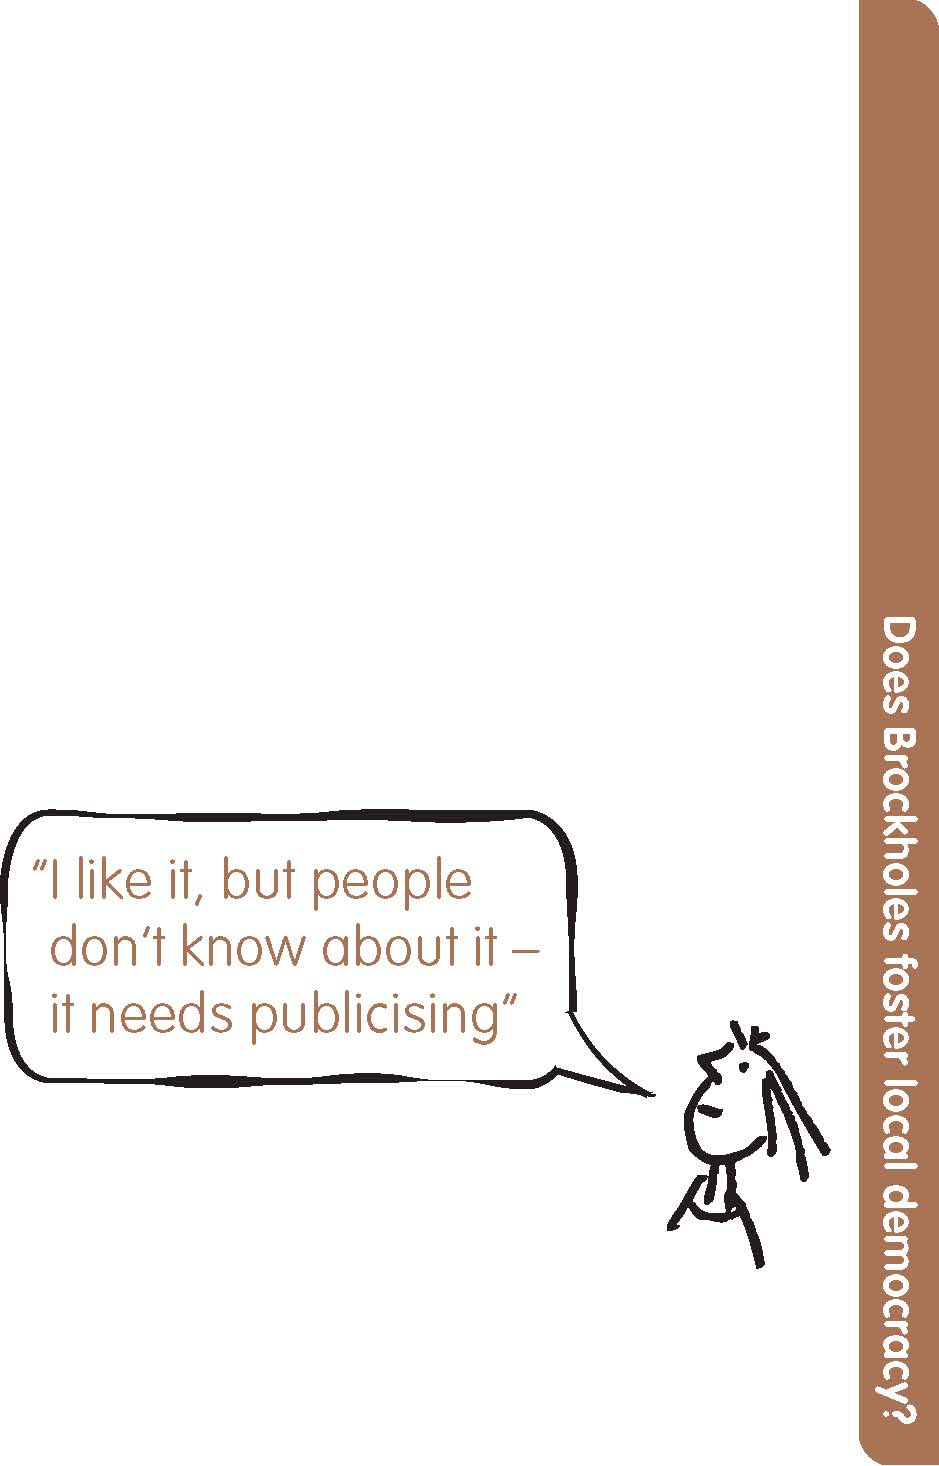 Does Brockholes foster local democracy?
“I like it, but people
don’t know about it –
it needs publicising”